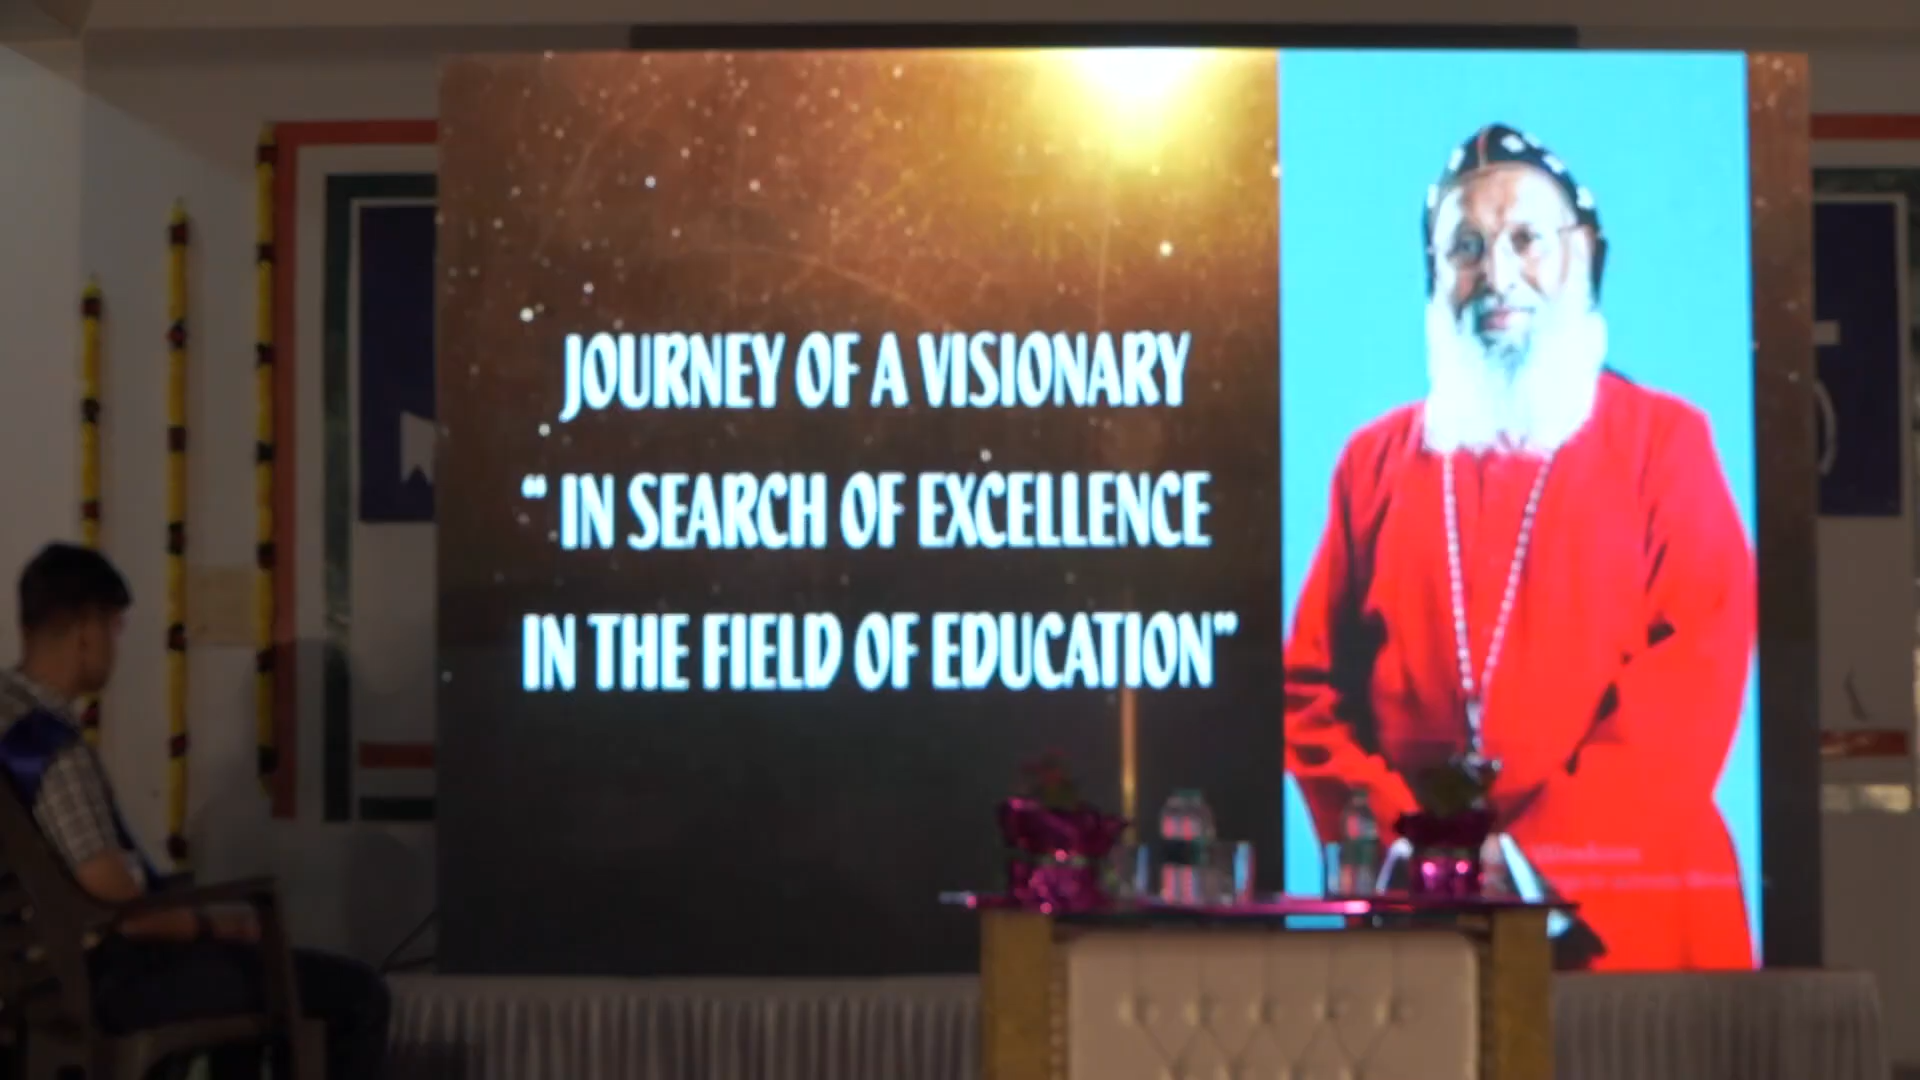 JOURNEY OF A VISIONARY
“ IN SEARCH OF EXCELLENCE
IN THE FIELD OF EDUCATION”